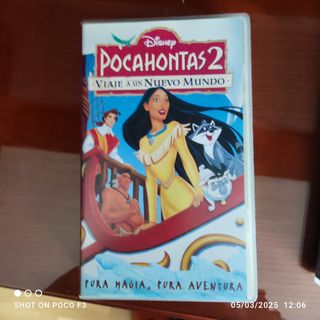 Disney
POCAHONTAS 2
VIAJE A UN NUEVO MUNDO
PURA MAGIA, PURA AVENTURA
SHOT ON POCO F3
05/03/2025 12:06